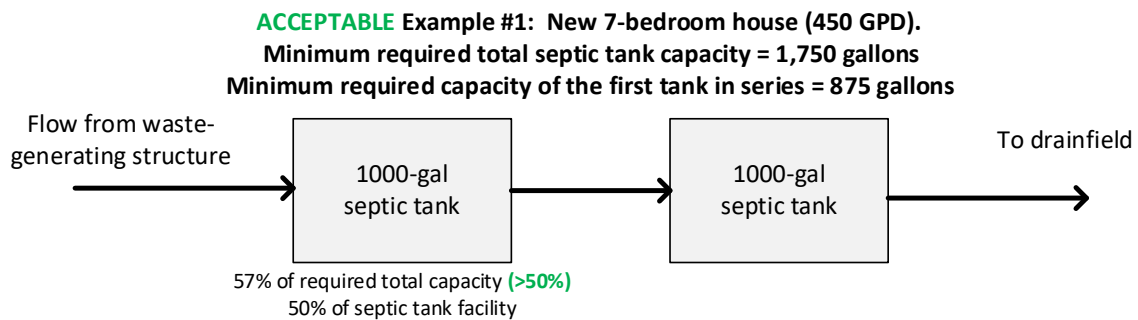 ACCEPTABLE Example #1: New 7-bedroom house (450 GPD).
Minimum required total septic tank capacity = 1,750 gallons
Minimum required capacity of the first tank in series = 875 gallons
Flow from waste-
generating structure
1000-gal
septic tank
1000-gal
septic tank
To drainfield
57% of required total capacity (>50%)
50% of septic tank facility